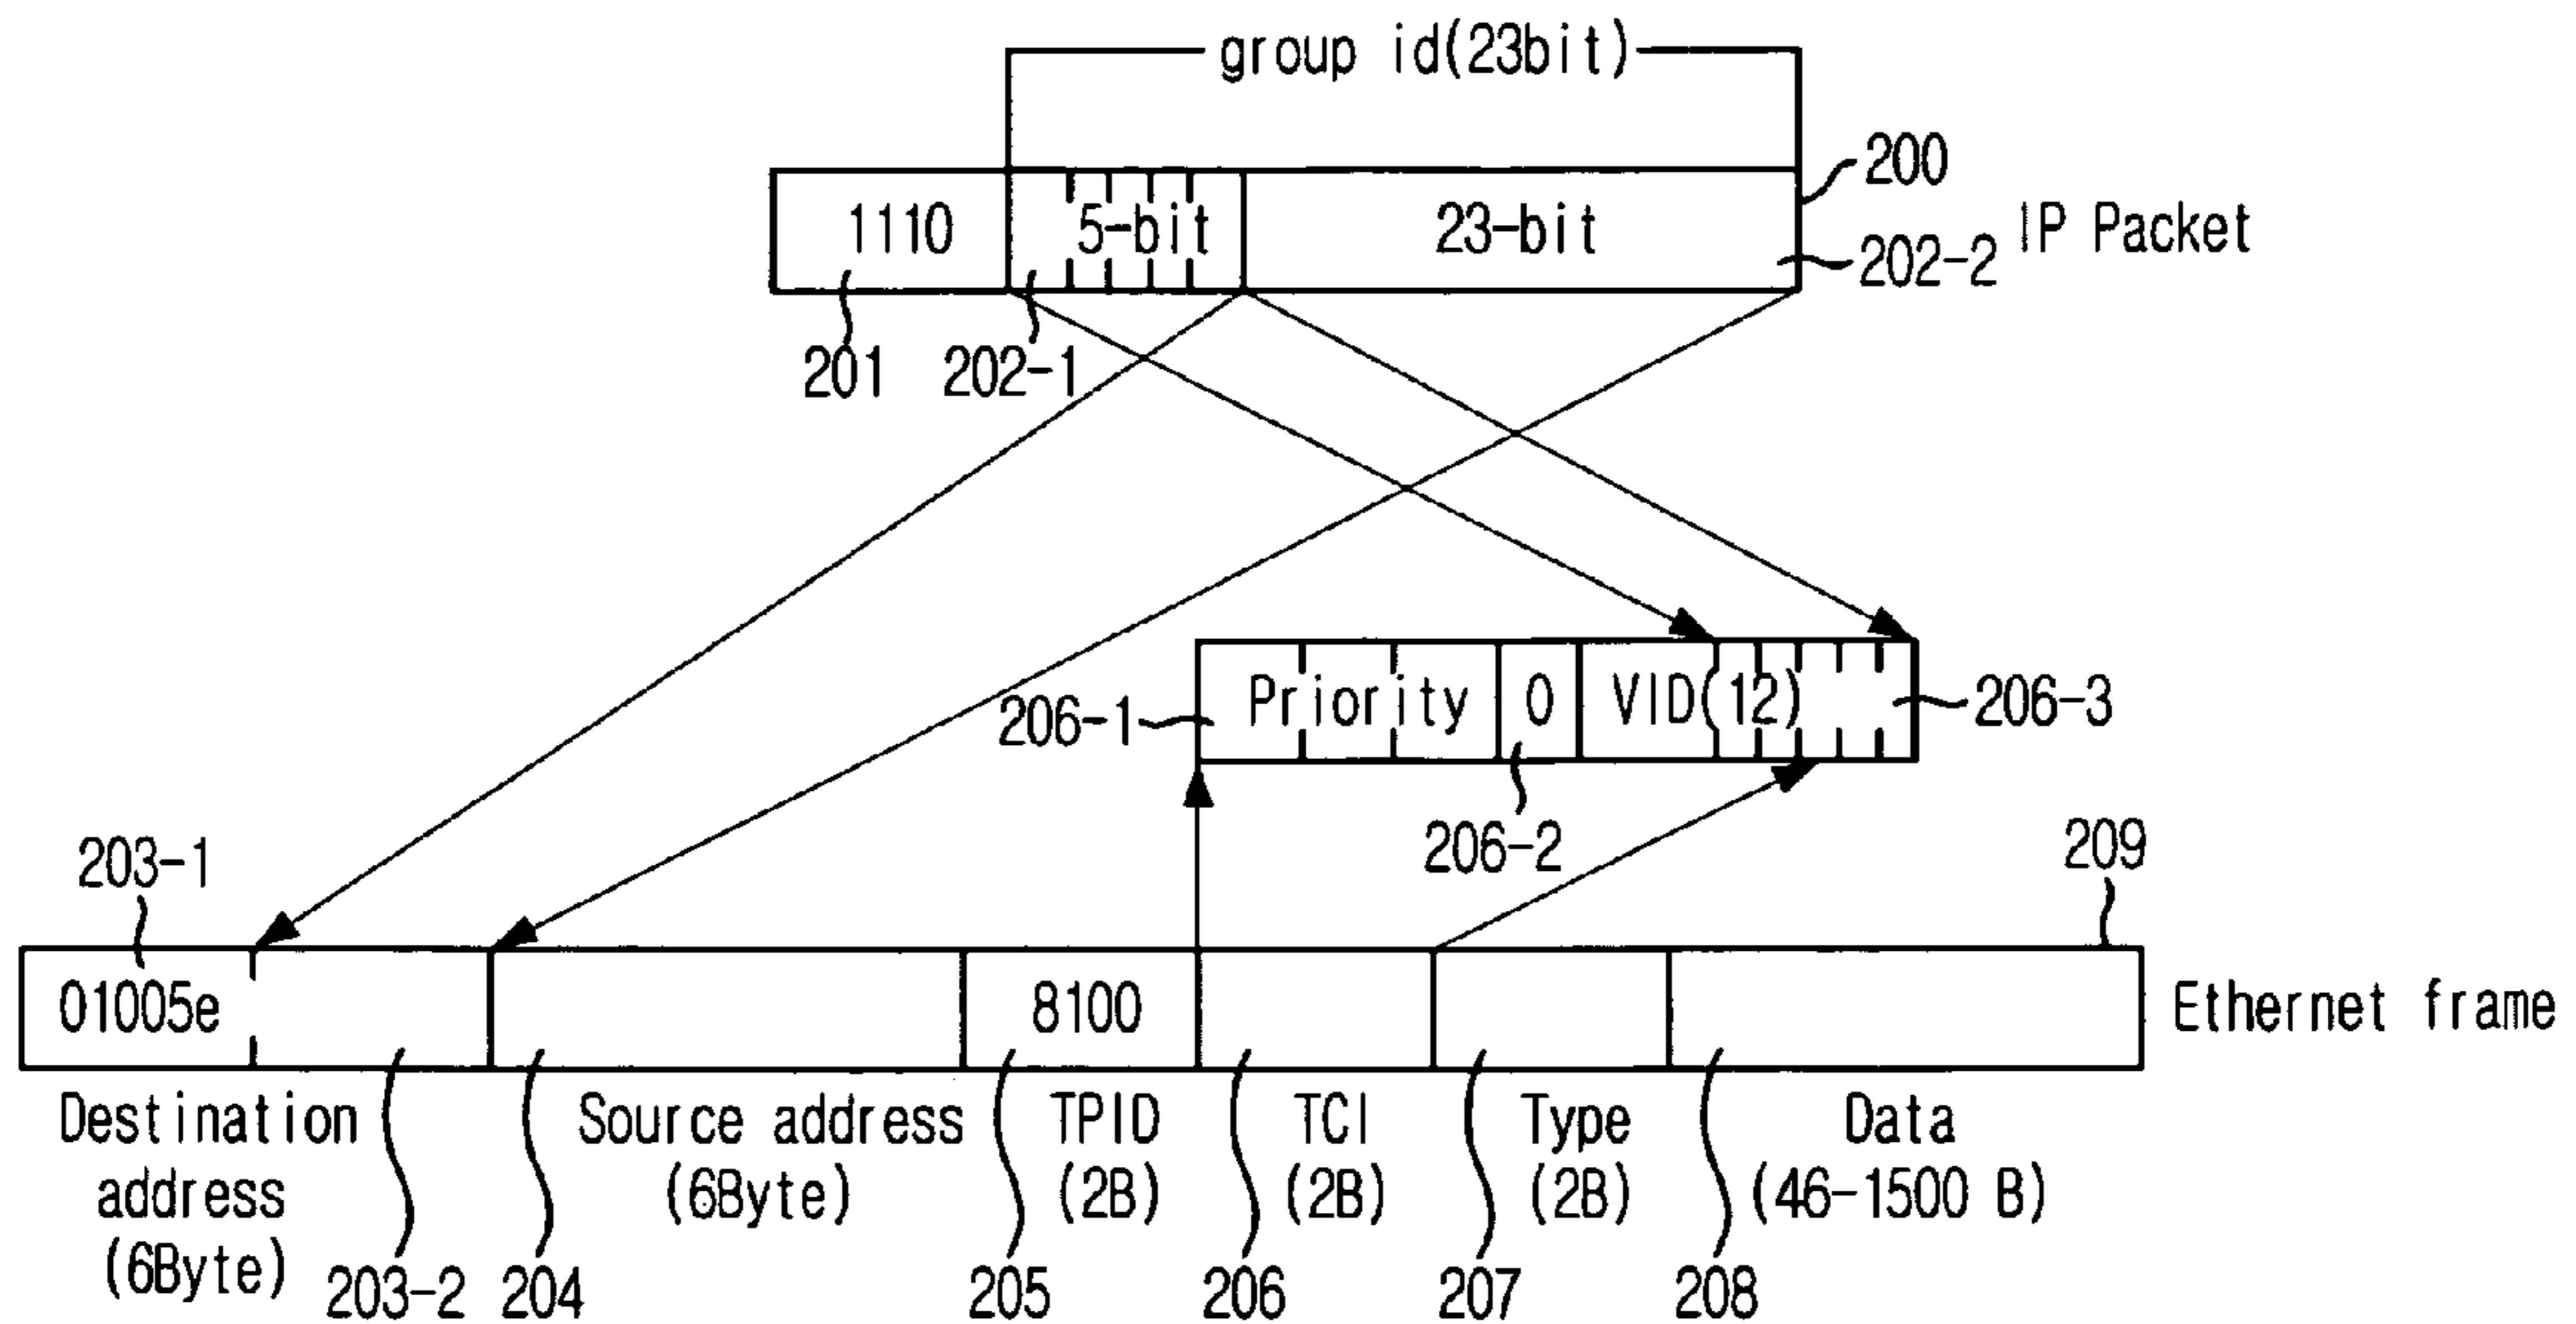 group id(23bit)
200
1110
5-bit
23-bit
IP Packet
202-2
201
202-1
206-1
Priority
0
VID(12)
206-3
206-2
203-1
209
01005e
8100
Ethernet frame
Destination
address
(6Byte)
Source address
(6Byte)
TPID
(2B)
TCI
(2B)
Type
(2B)
Data
(46-1500 B)
203-2
204
205
206
207
208